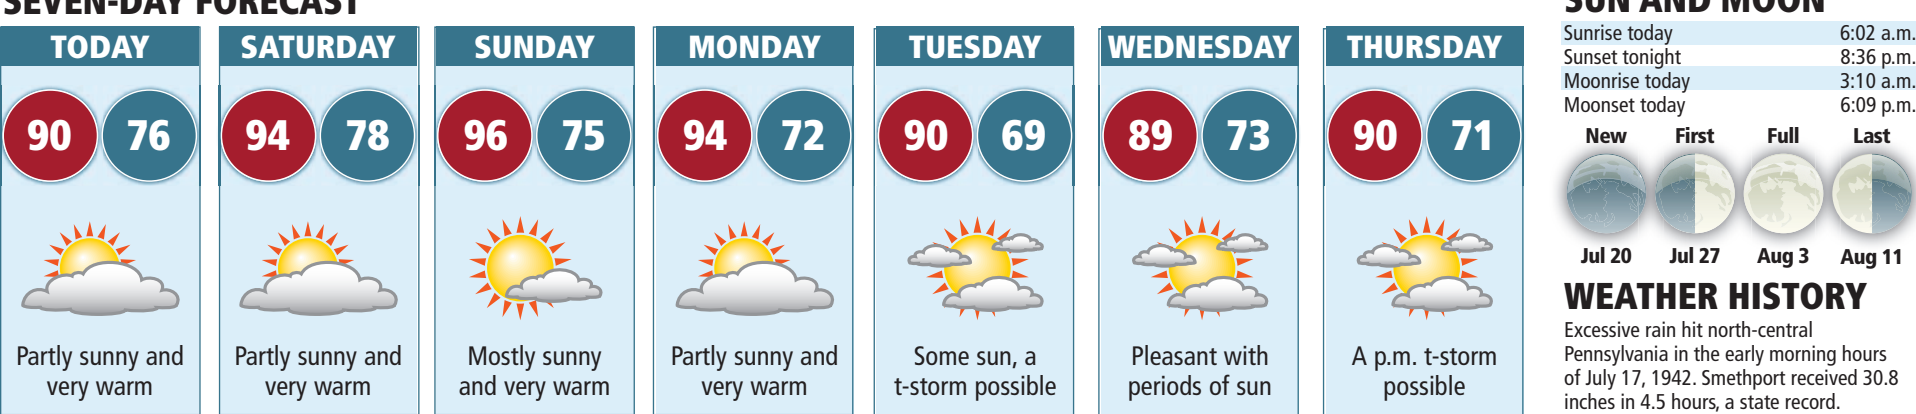 SEVEN-DAY FORECAST
TODAY
90 76
Partly sunny and
very warm
SATURDAY
94 78
Partly sunny and
very warm
SUNDAY
96 75
Mostly sunny
and very warm
MONDAY
94 72
Partly sunny and
very warm
TUESDAY
90 69
Some sun, a
t-storm possible
WEDNESDAY
89 73
Pleasant with
periods of sun
THURSDAY
90 71
A p.m. t-storm
possible
SUN AND MOON
Sunrise today 6:02 a.m.
Sunset tonight 8:36 p.m.
Moonrise today 3:10 a.m.
Moonset today 6:09 p.m.
New First Full Last
Jul 20 Jul 27 Aug 3 Aug 11
WEATHER HISTORY
Excessive rain hit north-central
Pennsylvania in the early morning hours
of July 17, 1942. Smethport received 30.8
inches in 4.5 hours, a state record.